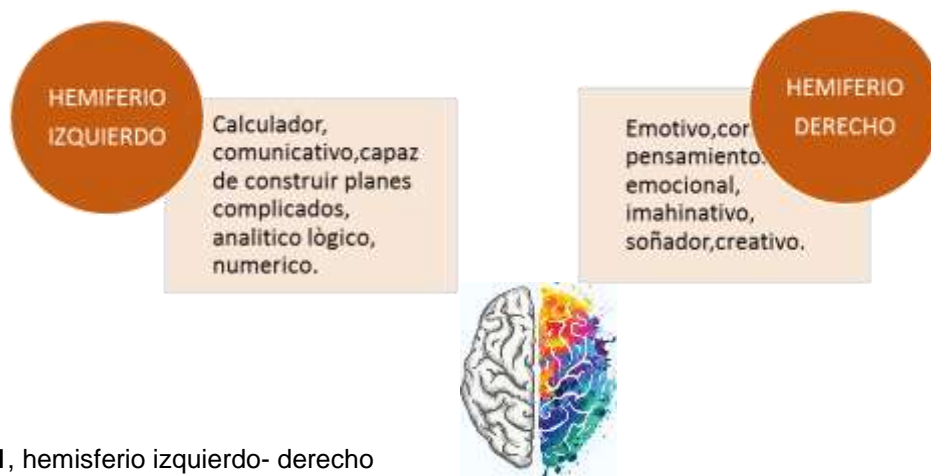 HEMIFERIO
IZQUIERDO
Calculador,
comunicativo,capaz
de construir planes
complicados,
analitico lògico,
numerico.
HEMIFERIO
DERECHO
Emotivo,
pensamiento
emocional,
imahinativo,
soñador,creativo.
, hemisferio izquierdo- derecho